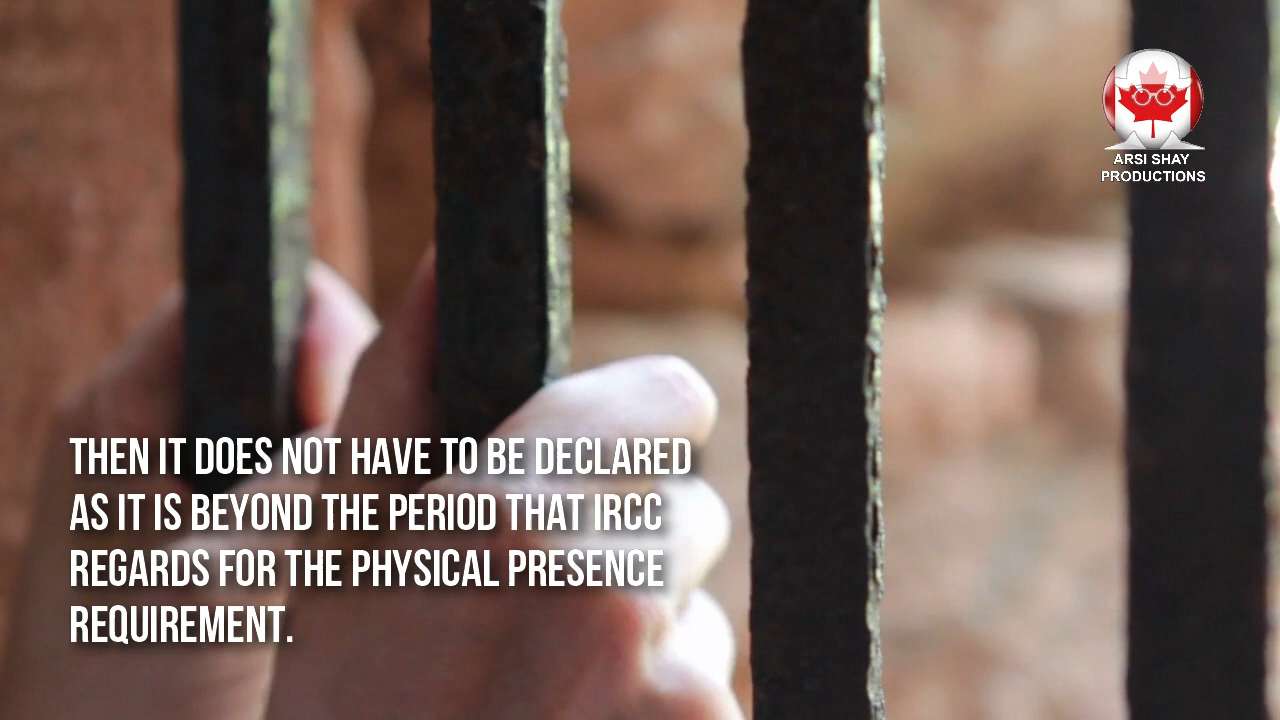 ARSI SHAY
PRODUCTIONS
THEN IT DOES NOT HAVE TO BE DECLARED
AS IT IS BEYOND THE PERIOD THAT IRCC
REGARDS FOR THE PHYSICAL PRESENCE
REQUIREMENT.